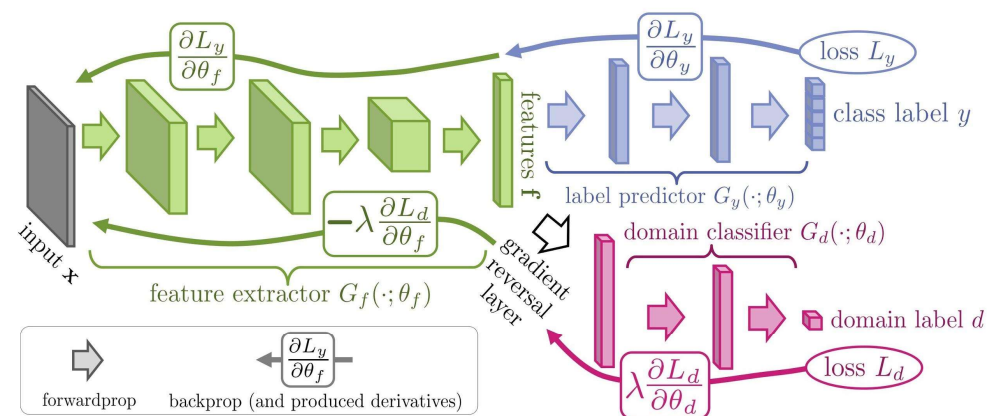 ∂L_y
∂θ_f
∂L_y
∂θ_y
loss L_y
features f
class label y
label predictor G_y(·;θ_y)
input x
−λ ∂L_d
∂θ_f
gradient
reversal
layer
feature extractor G_f(·;θ_f)
domain classifier G_d(·;θ_d)
domain label d
loss L_d
λ ∂L_d
∂θ_d
forwardprop
∂L_y
∂θ_f
backprop (and produced derivatives)